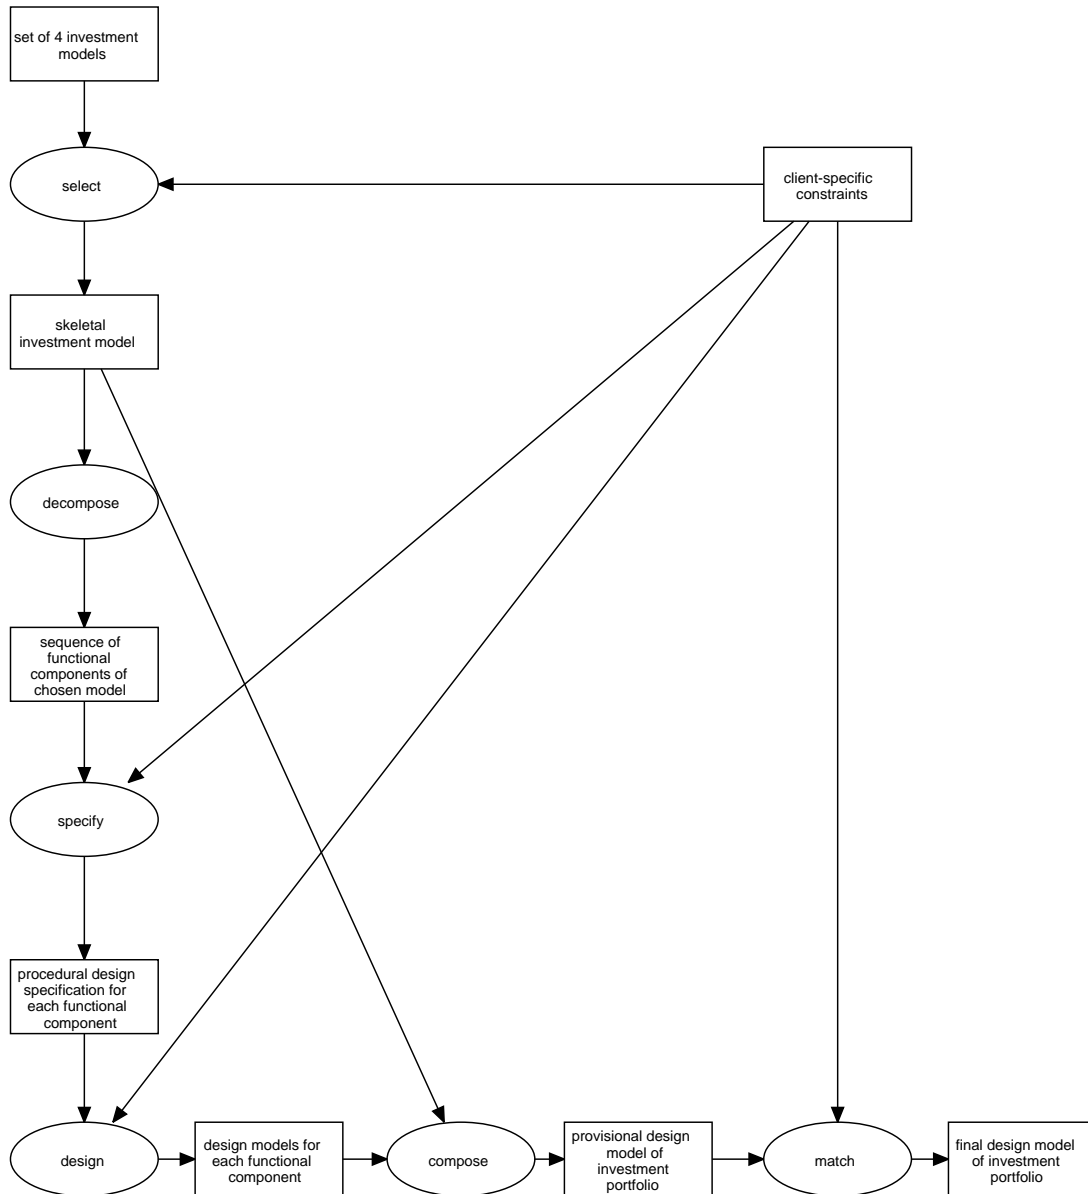 set of 4 investment
models
select
client-specific
constraints
skeletal
investment model
decompose
sequence of
functional
components of
chosen model
specify
procedural design
specification for
each functional
component
design
design models for
each functional
component
compose
provisional design
model of
investment
portfolio
match
final design model
of investment
portfolio